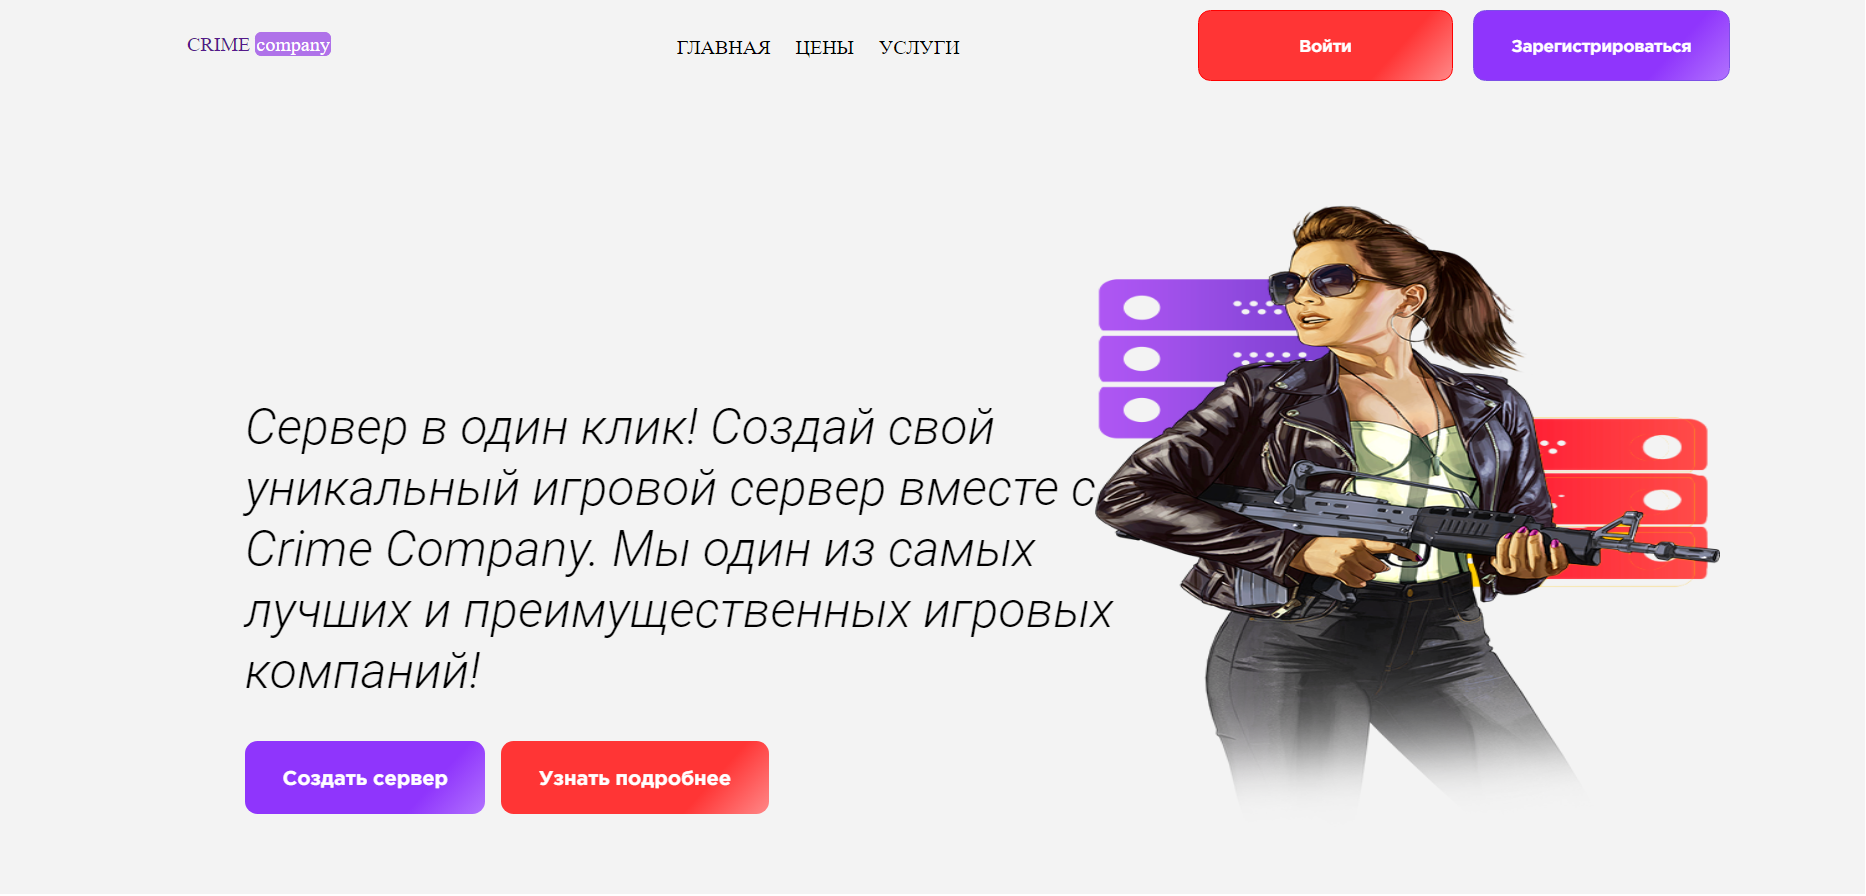 CRIME company
ГЛАВНАЯ ЦЕНЫ УСЛУГИ
Войти
Зарегистрироваться
Сервер в один клик! Создай свой
уникальный игровой сервер вместе с
Crime Company. Мы один из самых
лучших и преимущественных игровых
компаний!
Создать сервер
Узнать подробнее